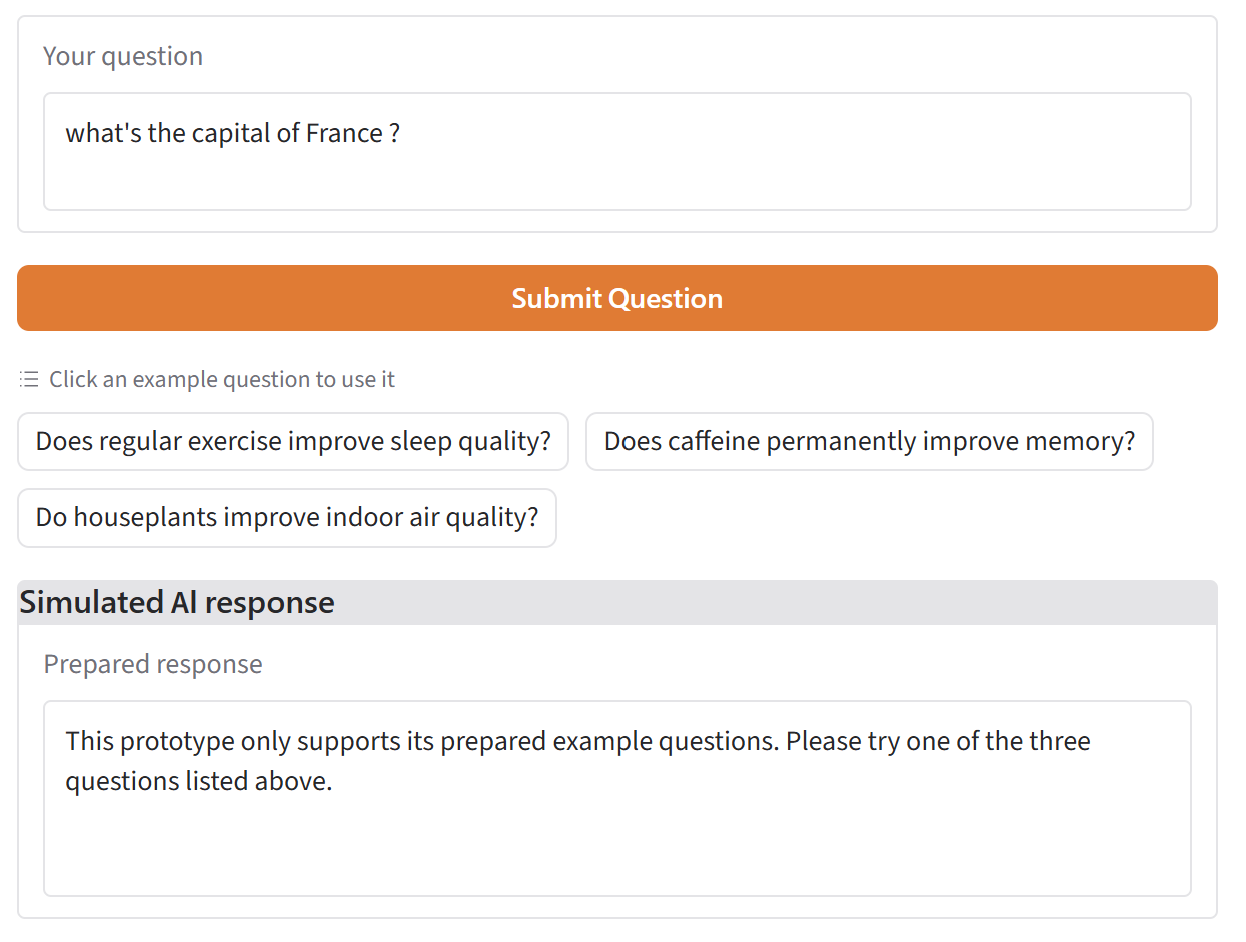 Your question
what's the capital of France ?
Submit Question
Click an example question to use it
Does regular exercise improve sleep quality?
Does caffeine permanently improve memory?
Do houseplants improve indoor air quality?
Simulated AI response
Prepared response
This prototype only supports its prepared example questions. Please try one of the three
questions listed above.